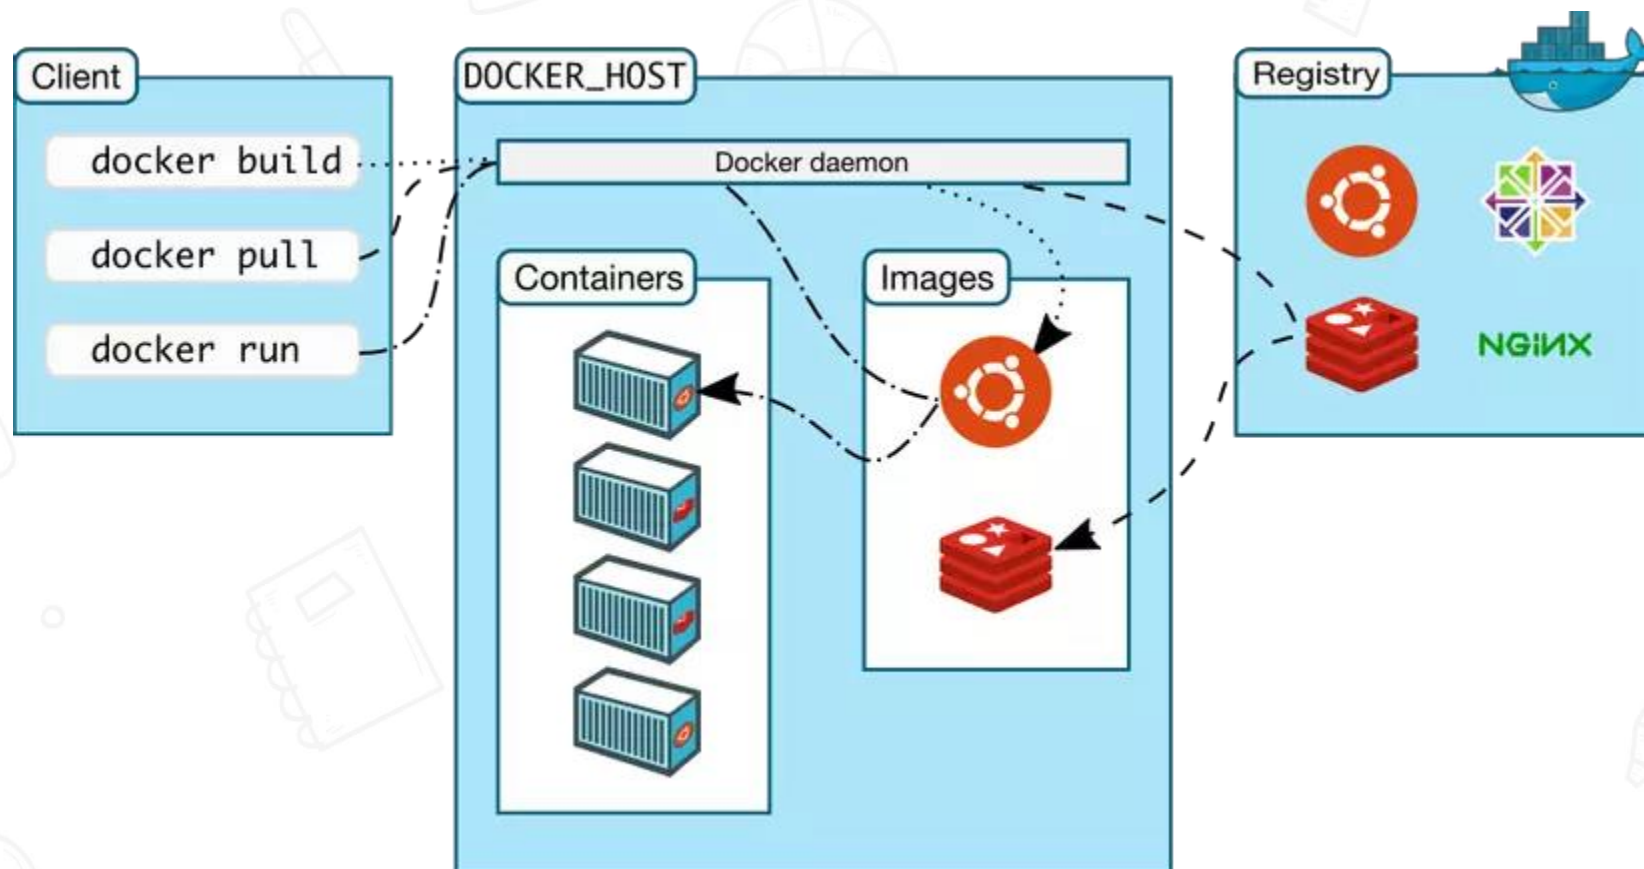 Client
docker build
docker pull
docker run
DOCKER_HOST
Docker daemon
Containers
Images
Registry
NGiNX